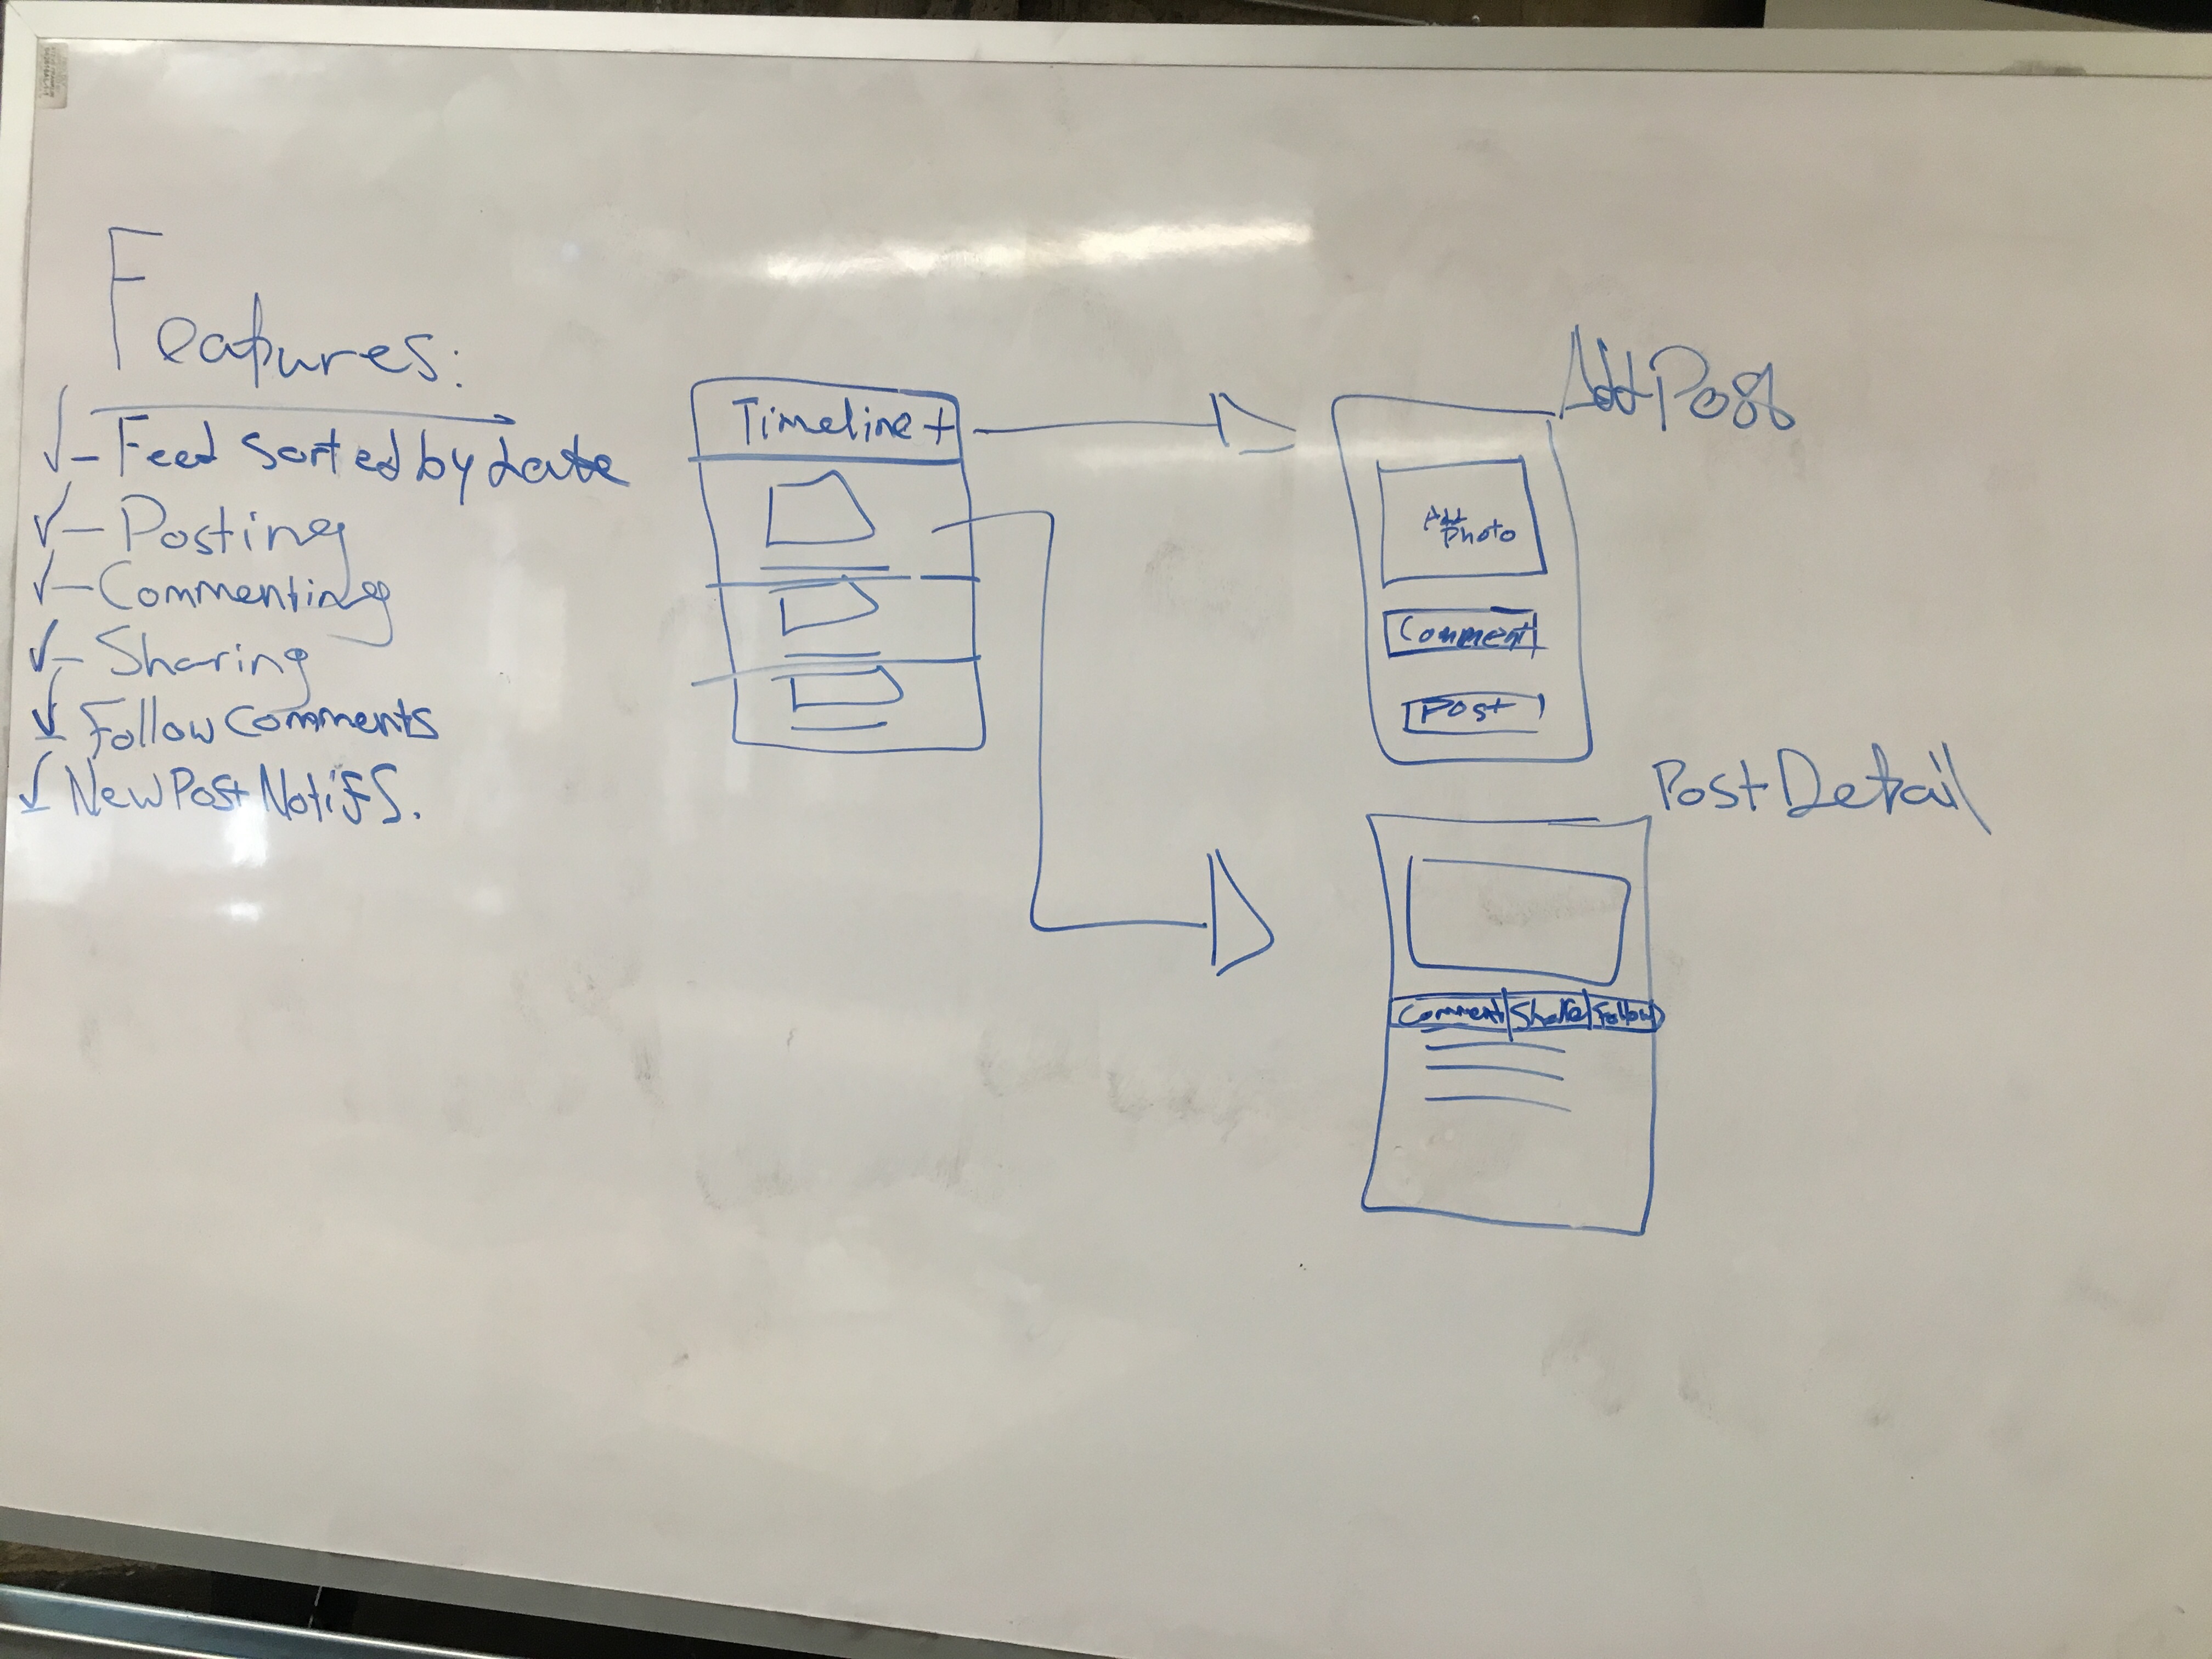 Features:
- Feed sorted by date
- Posting
- Commenting
- Sharing
Follow Comments
New Post Notifs.
Timeline +
Add Post
Add
Photo
Comment
Post
Post Detail
Comment Share Follow